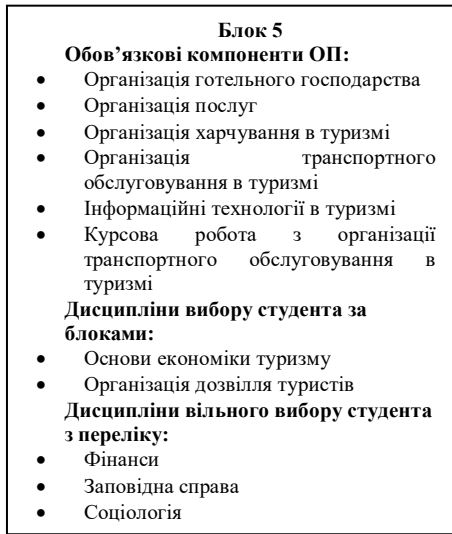 Блок 5
Обов’язкові компоненти ОП:
• Організація готельного господарства
• Організація послуг
• Організація харчування в туризмі
• Організація транспортного
обслуговування в туризмі
• Інформаційні технології в туризмі
• Курсова робота з організації
транспортного обслуговування в
туризмі
Дисципліни вибору студента за
блоками:
• Основи економіки туризму
• Організація дозвілля туристів
Дисципліни вільного вибору студента
з переліку:
• Фінанси
• Заповідна справа
• Соціологія